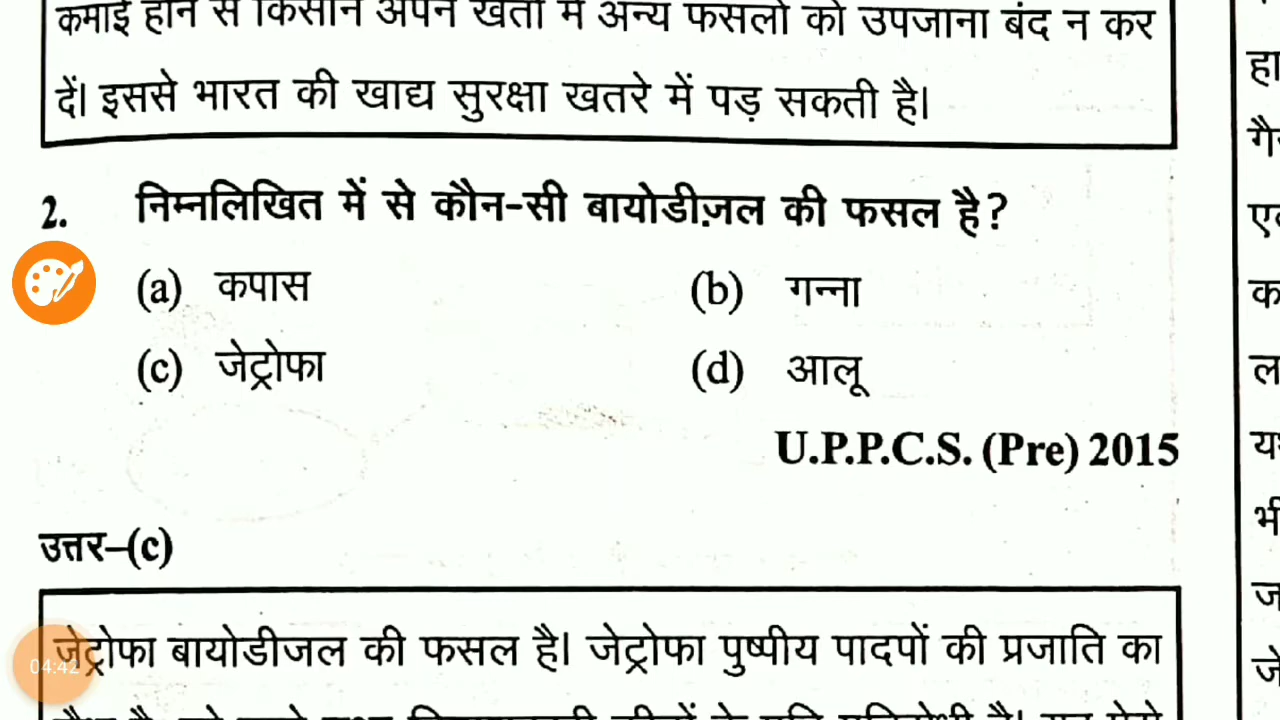 कमाई होने से किसान अपने खेतों में अन्य फसलों को उपजाना बंद न कर
दें। इससे भारत की खाद्य सुरक्षा खतरे में पड़ सकती है।
2. निम्नलिखित में से कौन-सी बायोडीज़ल की फसल है?
(a) कपास (b) गन्ना
(c) जेट्रोफा (d) आलू
U.P.P.C.S. (Pre) 2015
उत्तर–(c)
जेट्रोफा बायोडीजल की फसल है। जेट्रोफा पुष्पीय पादपों की प्रजाति का
04:42